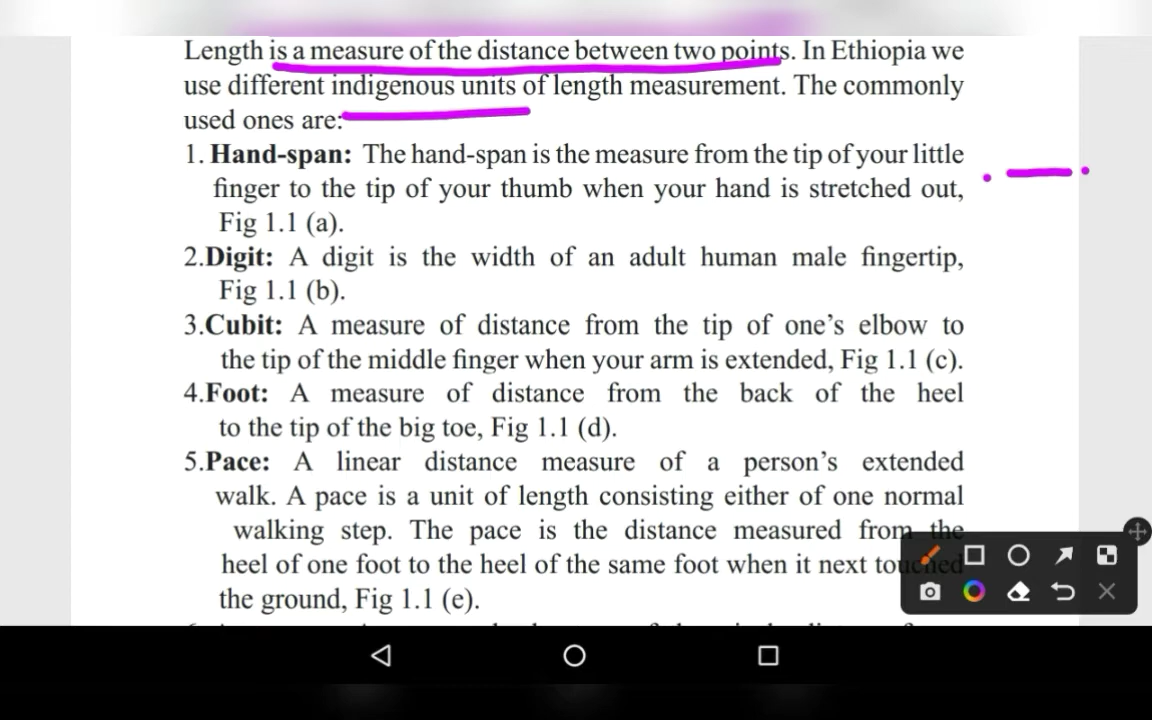 Length is a measure of the distance between two points. In Ethiopia we
use different indigenous units of length measurement. The commonly
used ones are:
1. Hand-span: The hand-span is the measure from the tip of your little
finger to the tip of your thumb when your hand is stretched out,
Fig 1.1 (a).
2.Digit: A digit is the width of an adult human male fingertip,
Fig 1.1 (b).
3.Cubit: A measure of distance from the tip of one’s elbow to
the tip of the middle finger when your arm is extended, Fig 1.1 (c).
4.Foot: A measure of distance from the back of the heel
to the tip of the big toe, Fig 1.1 (d).
5.Pace: A linear distance measure of a person’s extended
walk. A pace is a unit of length consisting either of one normal
walking step. The pace is the distance measured from the
heel of one foot to the heel of the same foot when it next touched
the ground, Fig 1.1 (e).